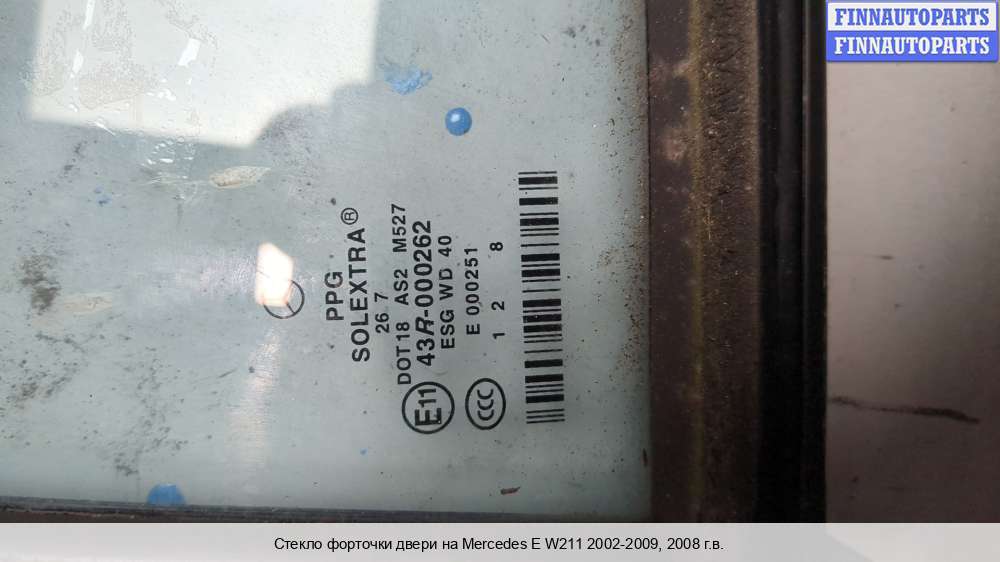 FINNAUTOPARTS
FINNAUTOPARTS
PPG
SOLEXTRA®
26 7
DOT18 AS2 M527
E11 43R-000262
ESG WD 40
CCC E 000251
1 2 8
Стекло форточки двери на Mercedes E W211 2002-2009, 2008 г.в.